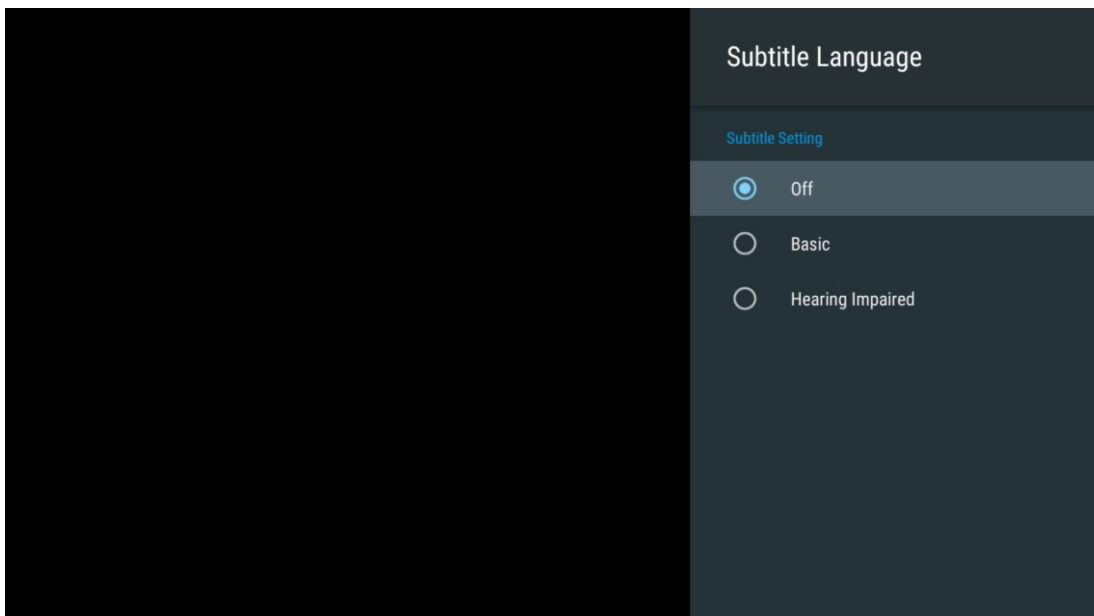 Subtitle Language
Subtitle Setting
Off
Basic
Hearing Impaired